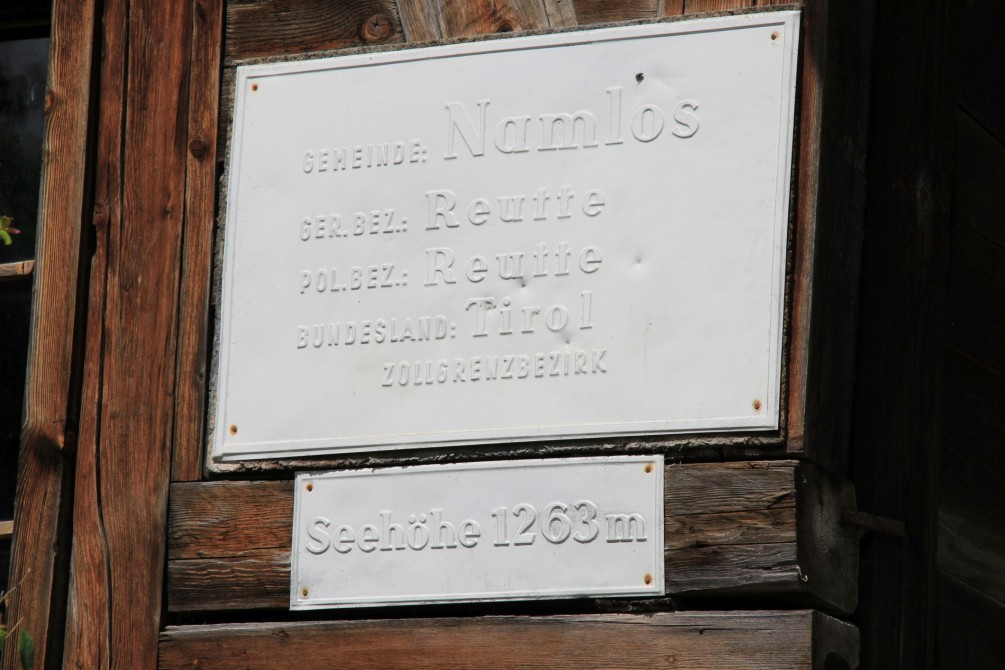 GEMEINDE: Namlos
GER.BEZ.: Reutte
POL.BEZ.: Reutte
BUNDESLAND: Tirol
ZOLLGRENZBEZIRK
Seehöhe 1263 m